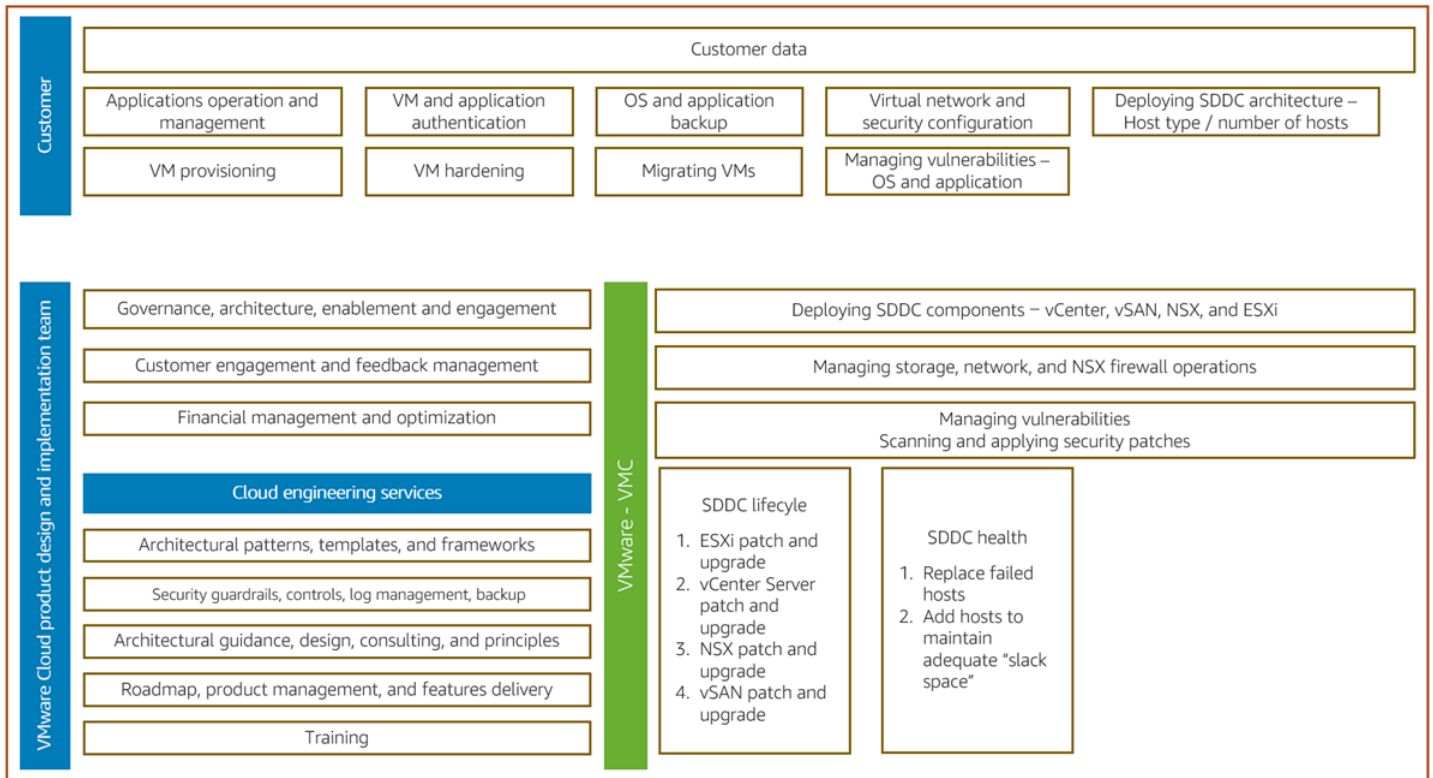 Customer
Customer data
Applications operation and
management
VM and application
authentication
OS and application
backup
Virtual network and
security configuration
Deploying SDDC architecture –
Host type / number of hosts
VM provisioning
VM hardening
Migrating VMs
Managing vulnerabilities –
OS and application
VMware Cloud product design and implementation team
Governance, architecture, enablement and engagement
Customer engagement and feedback management
Financial management and optimization
Cloud engineering services
Architectural patterns, templates, and frameworks
Security guardrails, controls, log management, backup
Architectural guidance, design, consulting, and principles
Roadmap, product management, and features delivery
Training
VMware - VMC
Deploying SDDC components – vCenter, vSAN, NSX, and ESXi
Managing storage, network, and NSX firewall operations
Managing vulnerabilities
Scanning and applying security patches
SDDC lifecyle
1. ESXi patch and
upgrade
2. vCenter Server
patch and
upgrade
3. NSX patch and
upgrade
4. vSAN patch and
upgrade
SDDC health
1. Replace failed
hosts
2. Add hosts to
maintain
adequate “slack
space”